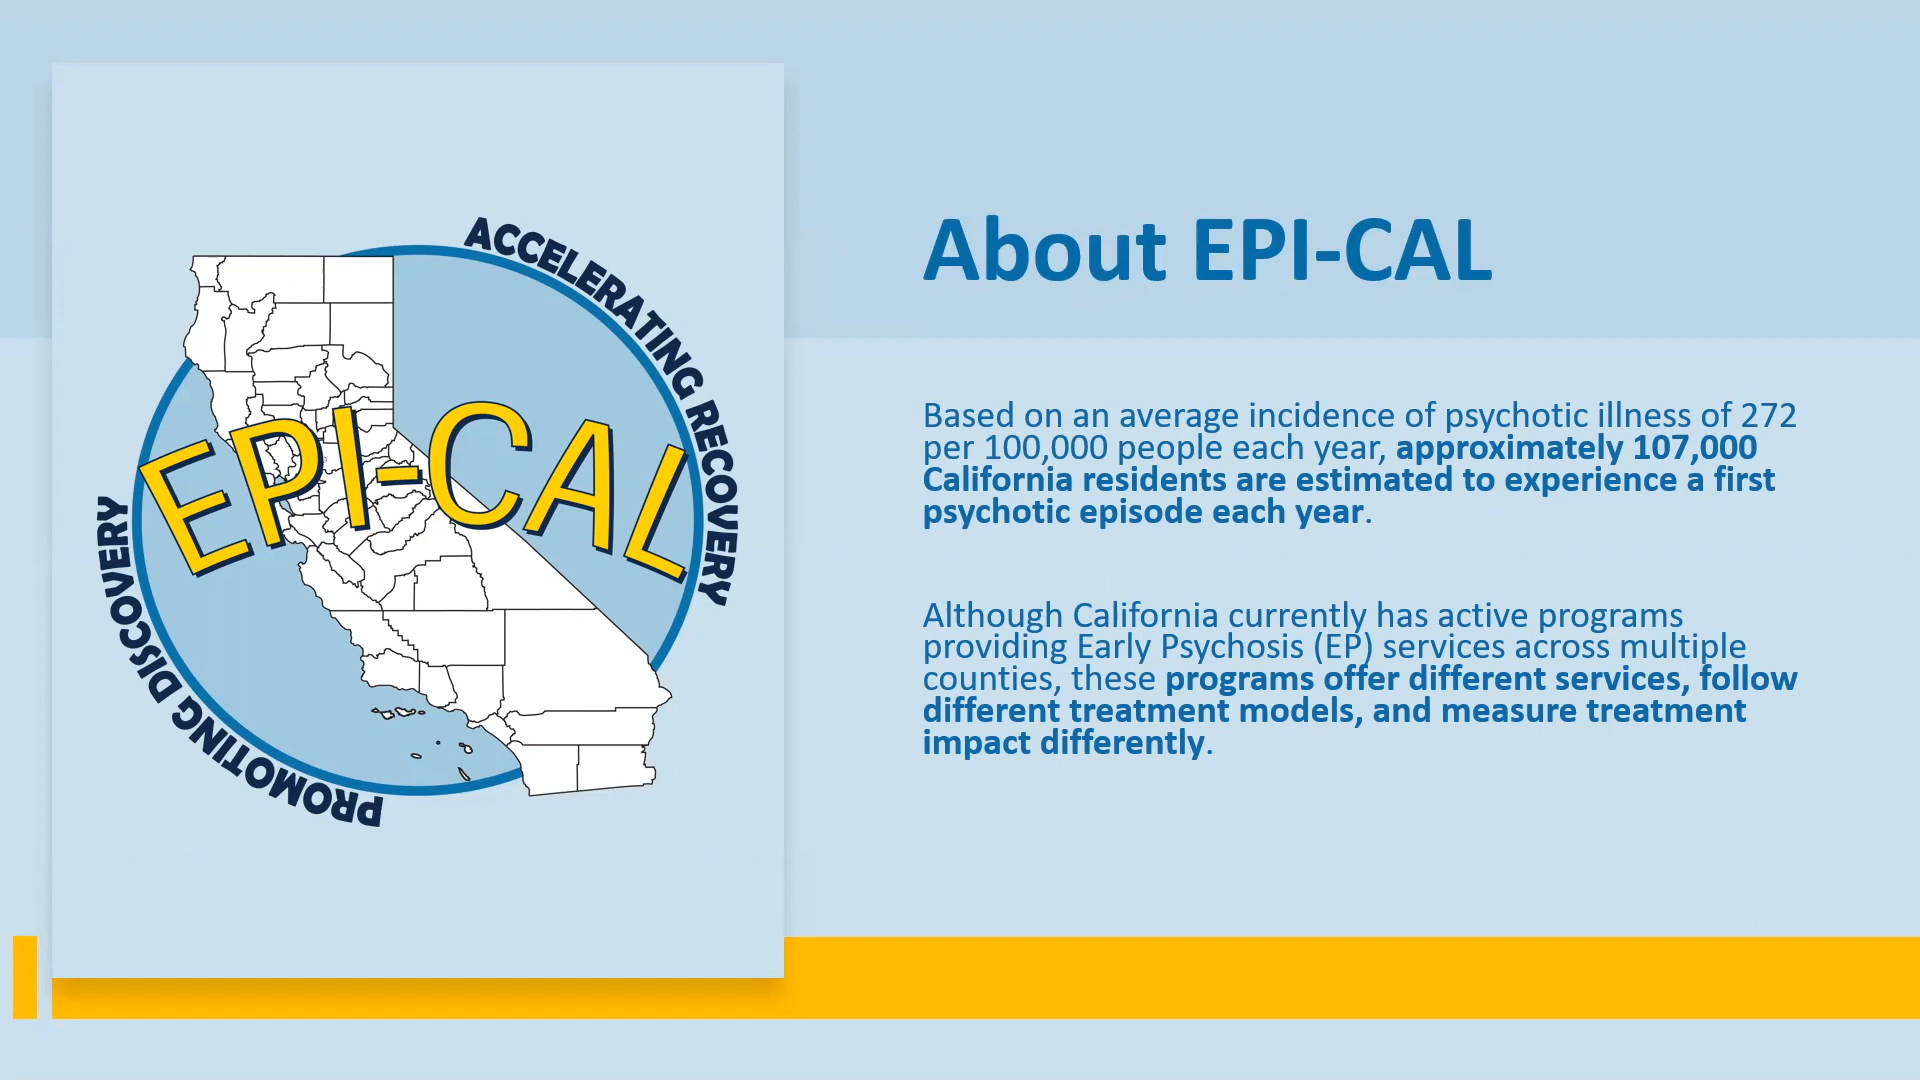 ACCELERATING RECOVERY
EPI-CAL
PROMOTING DISCOVERY
About EPI-CAL
Based on an average incidence of psychotic illness of 272
per 100,000 people each year, approximately 107,000
California residents are estimated to experience a first
psychotic episode each year.
Although California currently has active programs
providing Early Psychosis (EP) services across multiple
counties, these programs offer different services, follow
different treatment models, and measure treatment
impact differently.